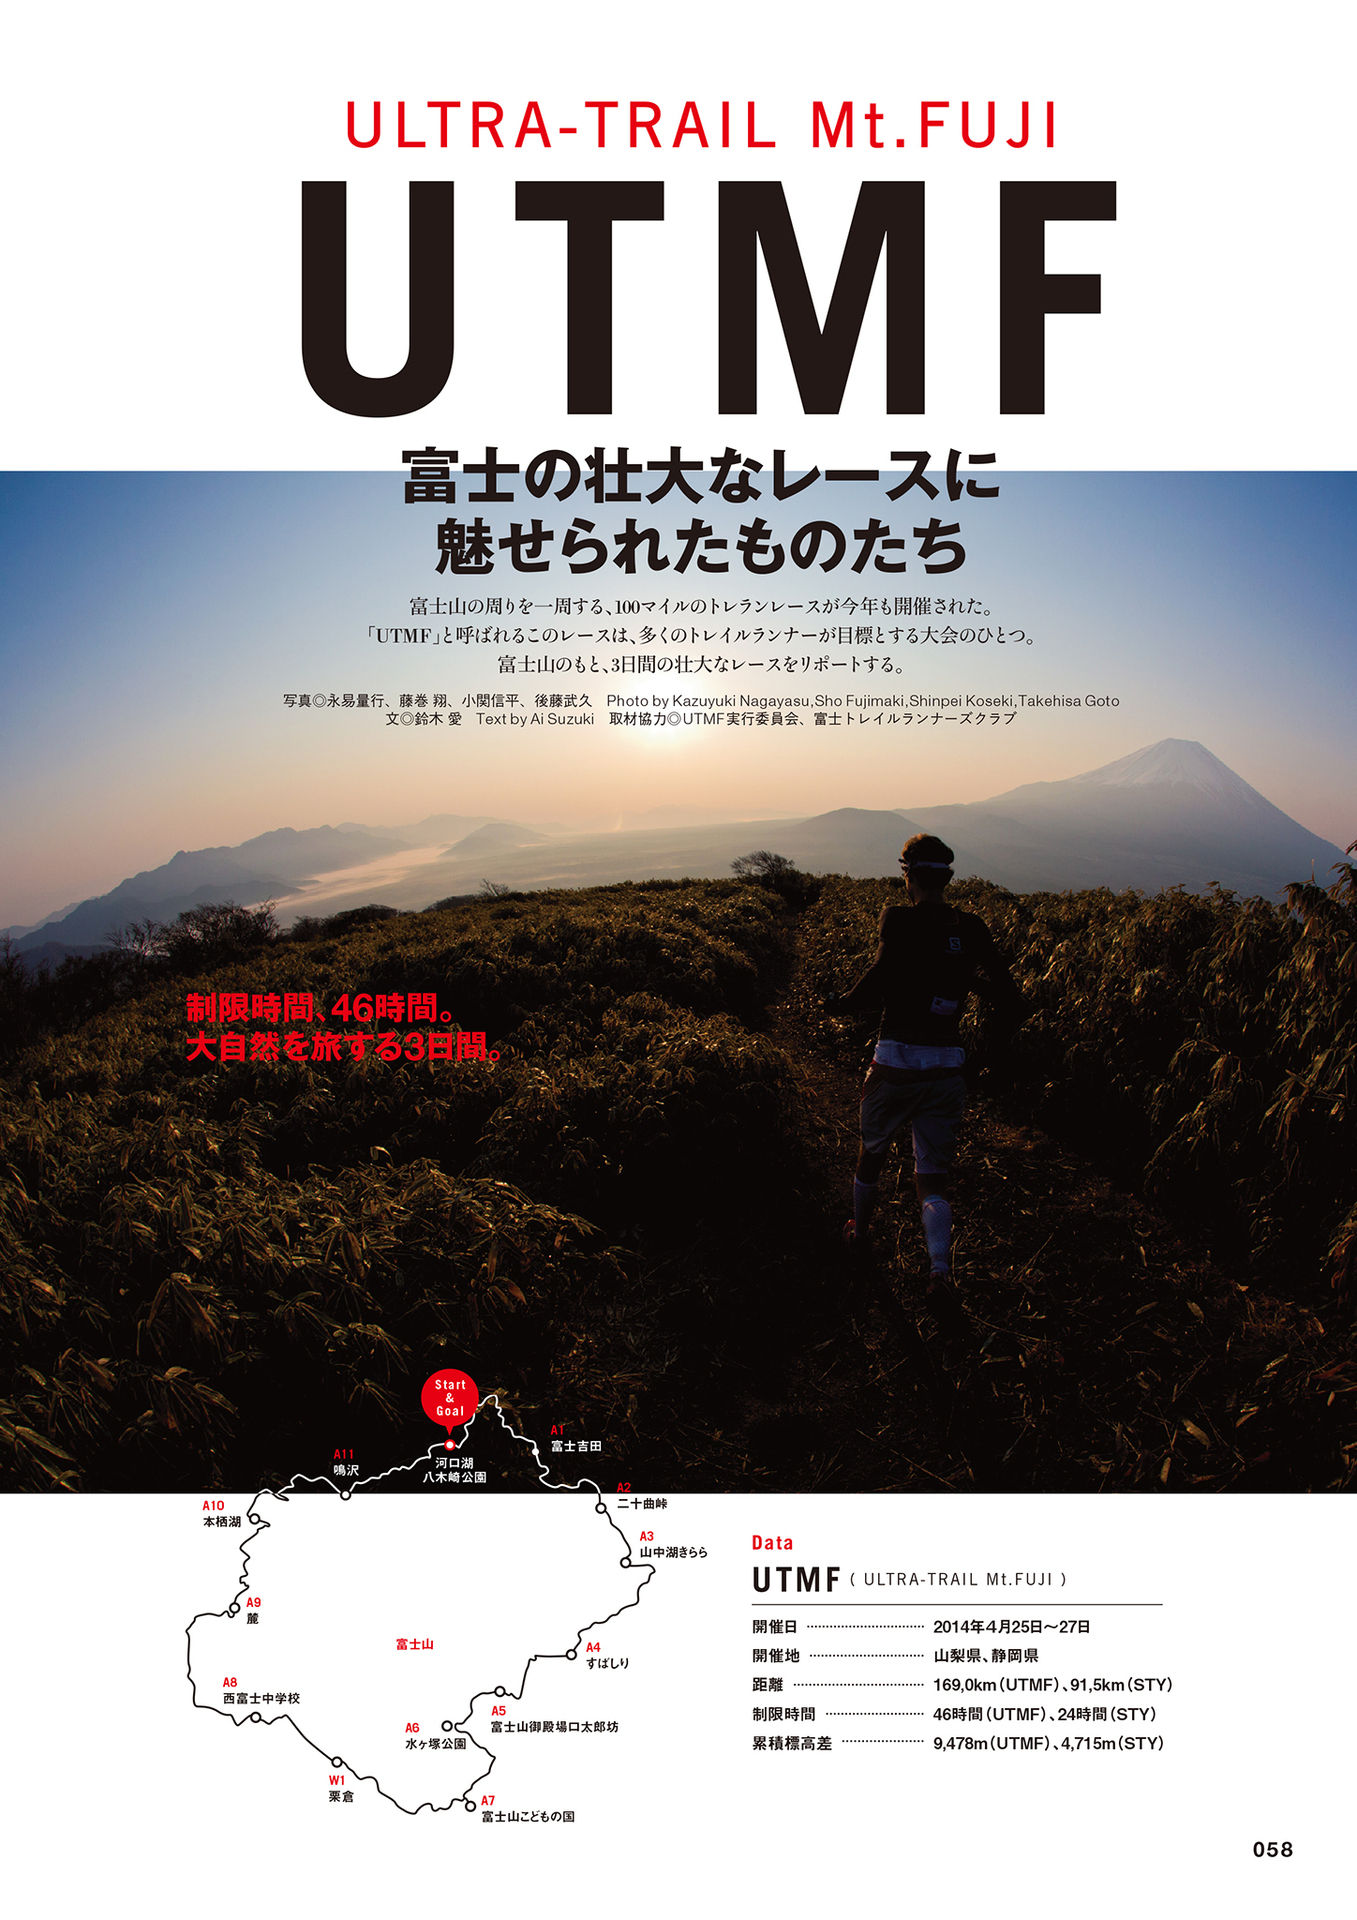 ULTRA-TRAIL Mt.FUJI
UTMF
富士の壮大なレースに
魅せられたものたち
富士山の周りを一周する、100マイルのトレランレースが今年も開催された。
「UTMF」と呼ばれるこのレースは、多くのトレイルランナーが目標とする大会のひとつ。
富士山のもと、3日間の壮大なレースをリポートする。
写真◎永易量行、藤巻 翔、小関信平、後藤武久　Photo by Kazuyuki Nagayasu,Sho Fujimaki,Shinpei Koseki,Takehisa Goto
文◎鈴木 愛　Text by Ai Suzuki　取材協力◎UTMF実行委員会、富士トレイルランナーズクラブ
制限時間、46時間。
大自然を旅する3日間。
Start
&
Goal
河口湖
八木崎公園
A1
富士吉田
A2
二十曲峠
A3
山中湖きらら
A4
すばしり
A5
富士山御殿場口太郎坊
A6
水ヶ塚公園
A7
富士山こどもの国
W1
粟倉
A8
西富士中学校
A9
麓
A10
本栖湖
A11
鳴沢
富士山
Data
UTMF ( ULTRA-TRAIL Mt.FUJI )
開催日 ………… 2014年4月25日〜27日
開催地 ………… 山梨県、静岡県
距離 ………… 169,0km（UTMF）、91,5km（STY）
制限時間 ………… 46時間（UTMF）、24時間（STY）
累積標高差 ………… 9,478m（UTMF）、4,715m（STY）
058